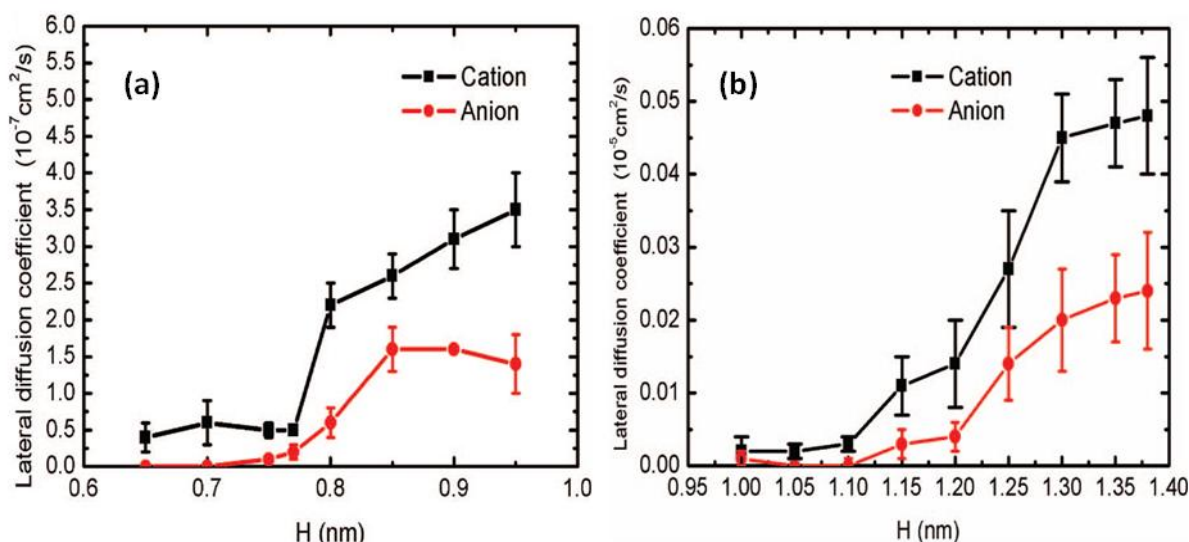 (a)
Cation
Anion
Lateral diffusion coefficient (10⁻⁷cm²/s)
6.0
5.5
5.0
4.5
4.0
3.5
3.0
2.5
2.0
1.5
1.0
0.5
0.0
0.6 0.7 0.8 0.9 1.0
H (nm)
(b)
Cation
Anion
Lateral diffusion coefficient (10⁻⁵cm²/s)
0.06
0.05
0.04
0.03
0.02
0.01
0.00
0.95 1.00 1.05 1.10 1.15 1.20 1.25 1.30 1.35 1.40
H (nm)